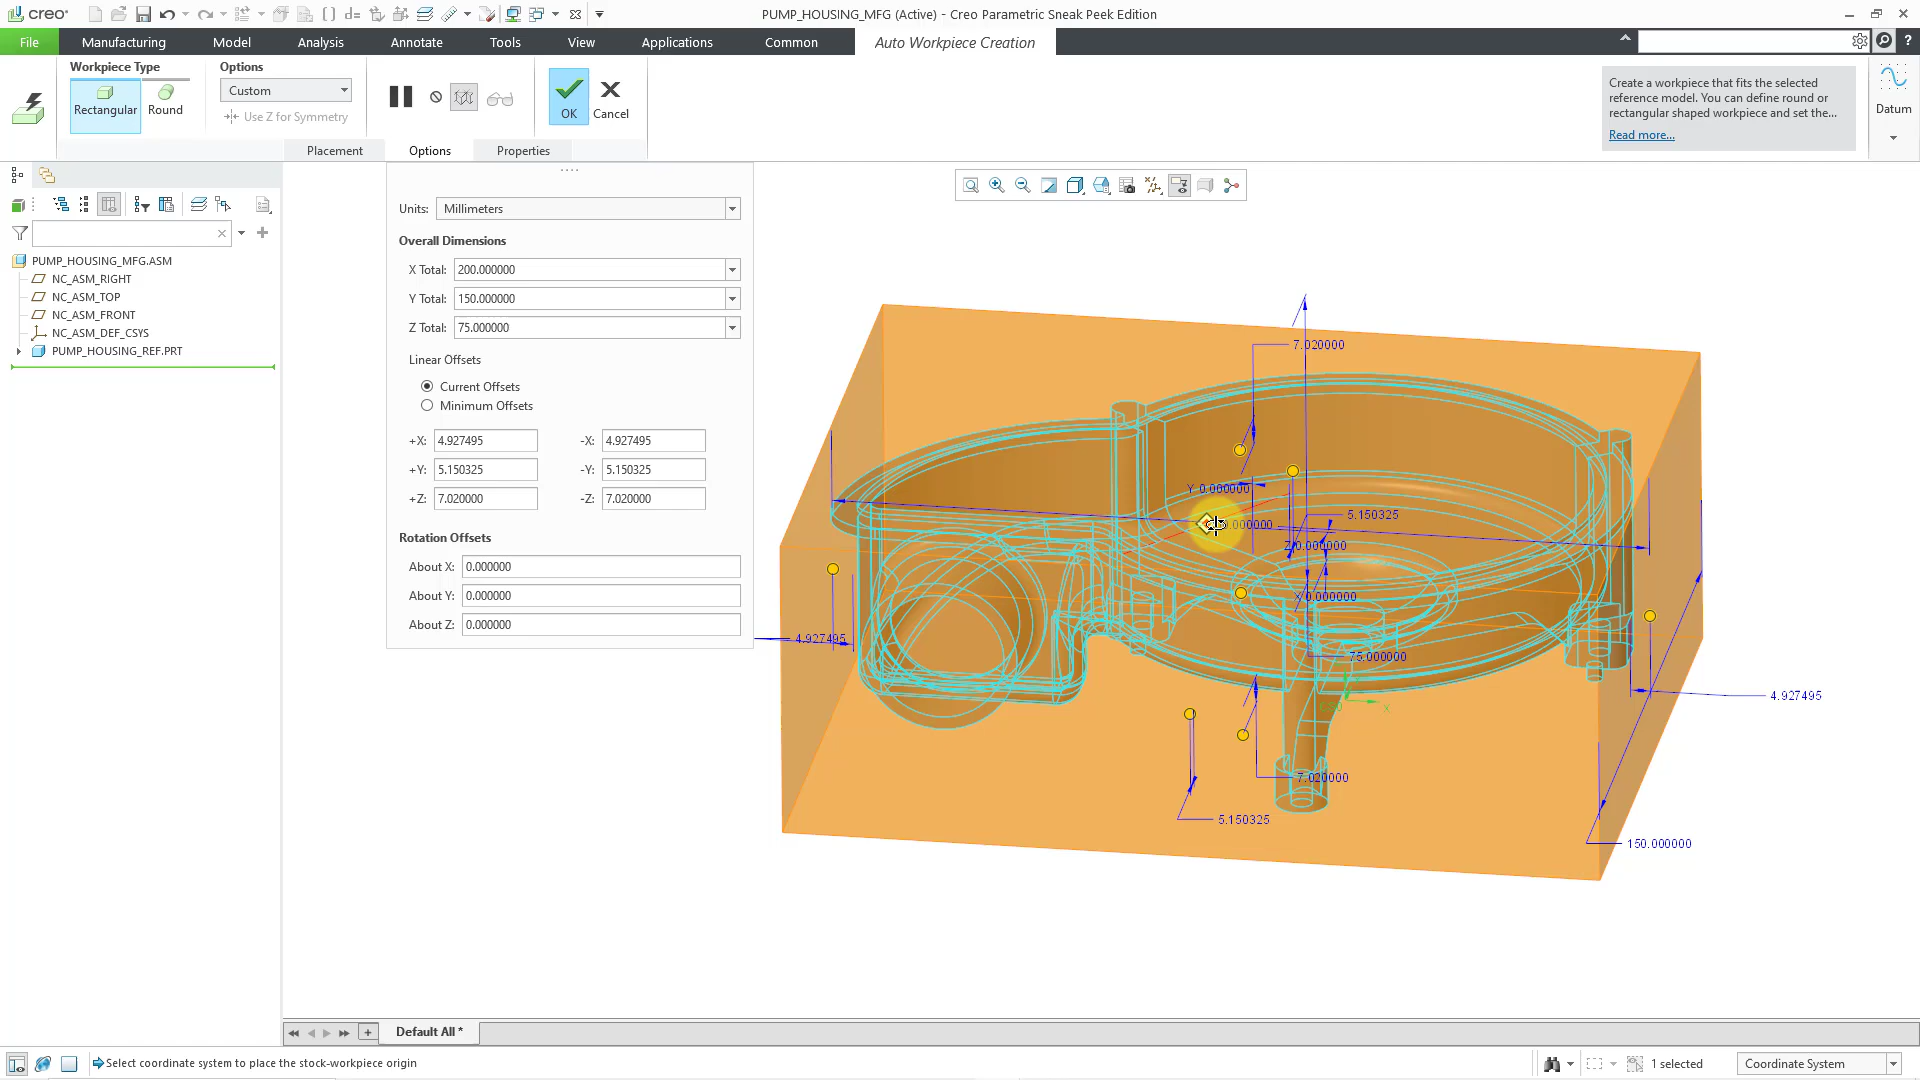 creo®
PUMP_HOUSING_MFG (Active) - Creo Parametric Sneak Peek Edition
File
Manufacturing
Model
Analysis
Annotate
Tools
View
Applications
Common
Auto Workpiece Creation
Workpiece Type
Rectangular
Round
Options
Custom
Use Z for Symmetry
OK
Cancel
Create a workpiece that fits the selected
reference model. You can define round or
rectangular shaped workpiece and set the...
Read more...
Datum
Placement
Options
Properties
PUMP_HOUSING_MFG.ASM
NC_ASM_RIGHT
NC_ASM_TOP
NC_ASM_FRONT
NC_ASM_DEF_CSYS
PUMP_HOUSING_REF.PRT
Units: Millimeters
Overall Dimensions
X Total: 200.000000
Y Total: 150.000000
Z Total: 75.000000
Linear Offsets
Current Offsets
Minimum Offsets
+X: 4.927495 -X: 4.927495
+Y: 5.150325 -Y: 5.150325
+Z: 7.020000 -Z: 7.020000
Rotation Offsets
About X: 0.000000
About Y: 0.000000
About Z: 0.000000
7.020000
Y 0.000000
5.150325
Z 0.000000
X 0.000000
4.927495
75.000000
4.927495
X
7.020000
5.150325
150.000000
Default All *
Select coordinate system to place the stock-workpiece origin
1 selected
Coordinate System